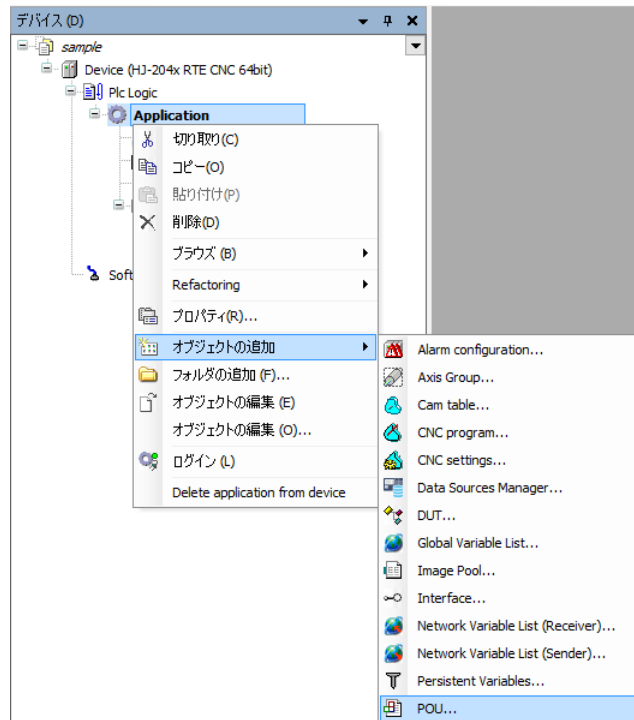 デバイス (D)
sample
Device (HJ-204x RTE CNC 64bit)
Plc Logic
Application
切り取り(C)
コピー(O)
貼り付け(P)
削除(D)
ブラウズ (B)
Soft
Refactoring
プロパティ(R)...
オブジェクトの追加
フォルダの追加 (F)...
オブジェクトの編集 (E)
オブジェクトの編集 (O)...
ログイン (L)
Delete application from device
Alarm configuration...
Axis Group...
Cam table...
CNC program...
CNC settings...
Data Sources Manager...
DUT...
Global Variable List...
Image Pool...
Interface...
Network Variable List (Receiver)...
Network Variable List (Sender)...
Persistent Variables...
POU...